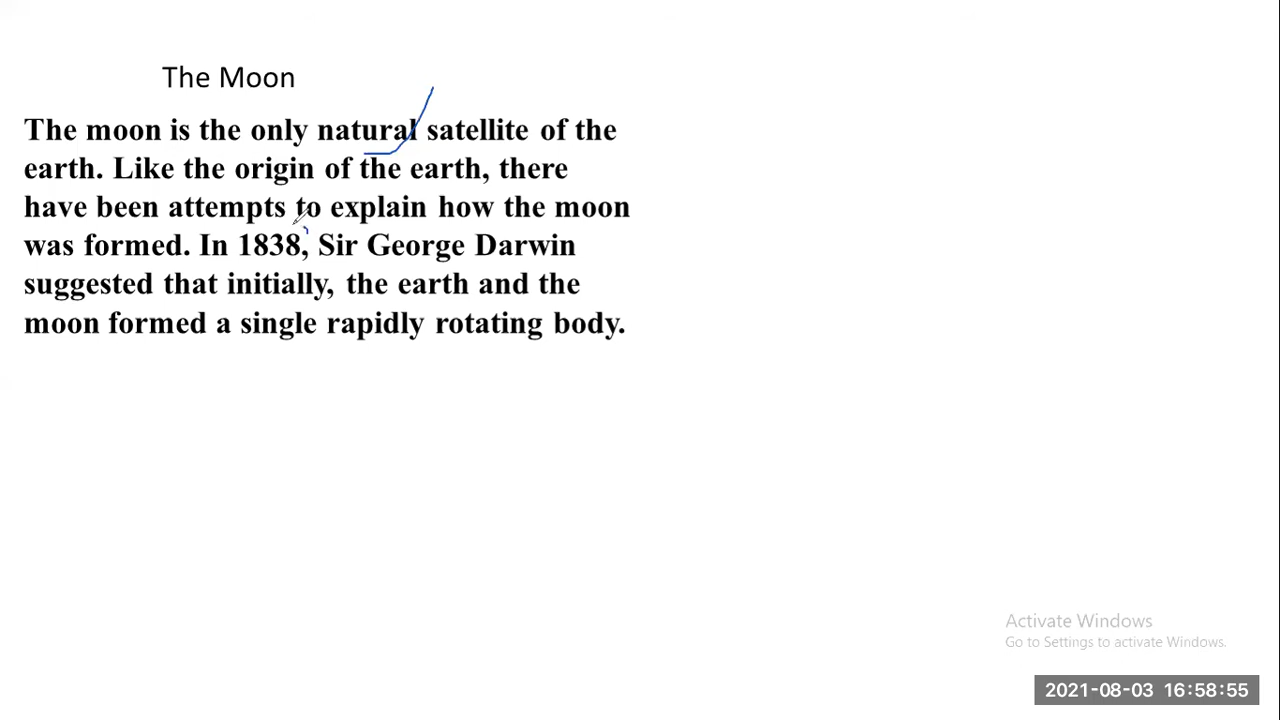 The Moon
The moon is the only natural satellite of the
earth. Like the origin of the earth, there
have been attempts to explain how the moon
was formed. In 1838, Sir George Darwin
suggested that initially, the earth and the
moon formed a single rapidly rotating body.
Activate Windows
Go to Settings to activate Windows.
2021-08-03 16:58:55